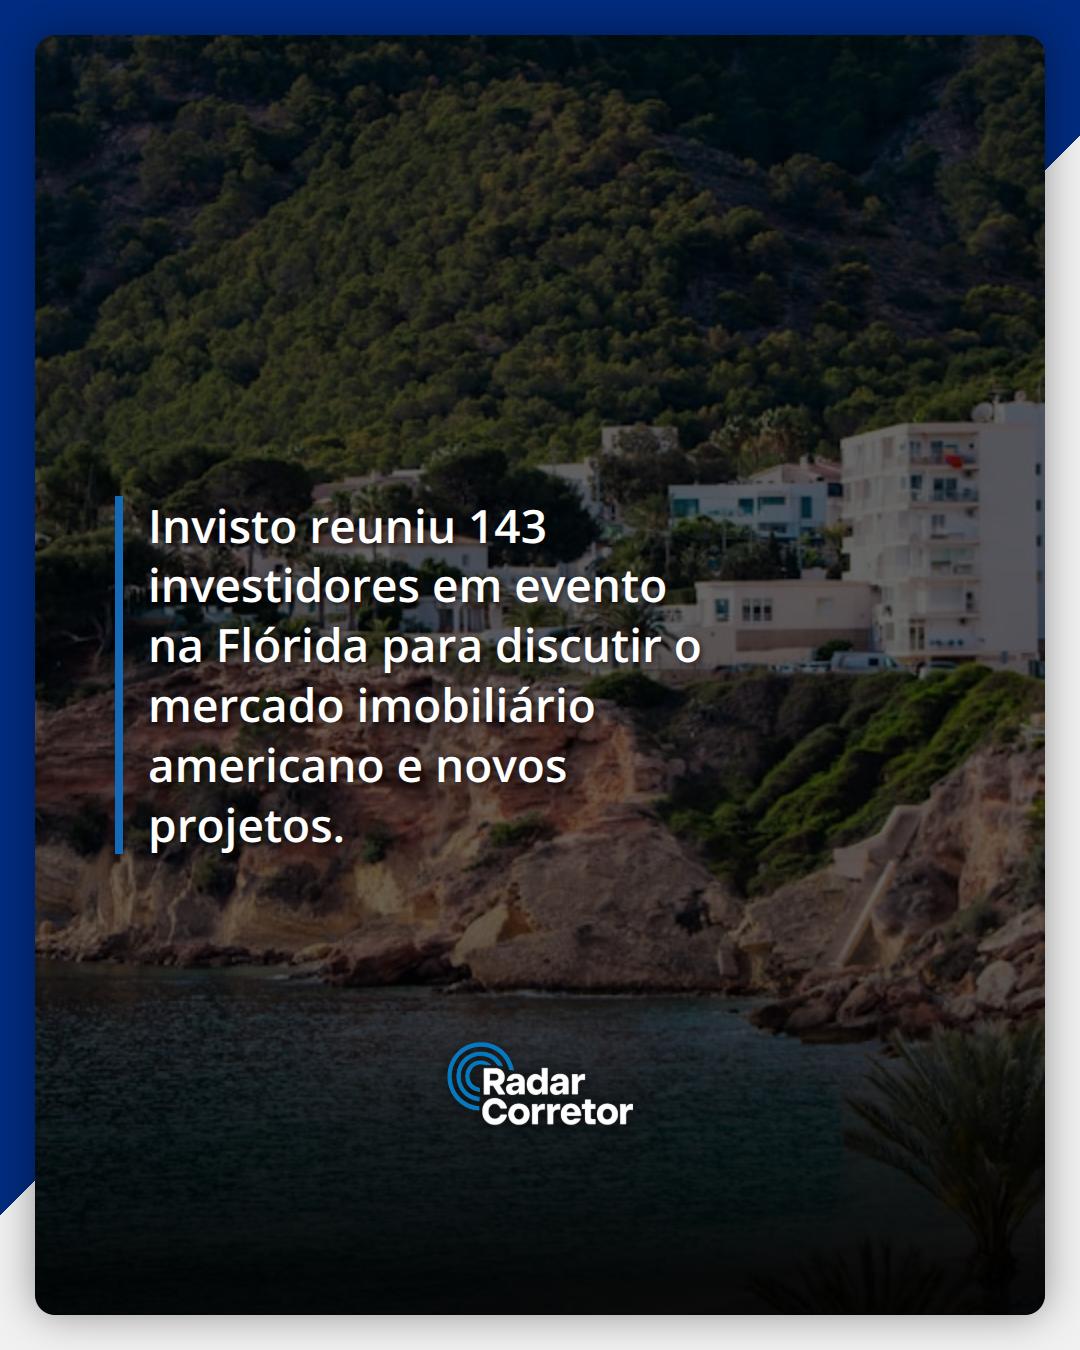 Invisto reuniu 143
investidores em evento
na Flórida para discutir o
mercado imobiliário
americano e novos
projetos.
Radar
Corretor